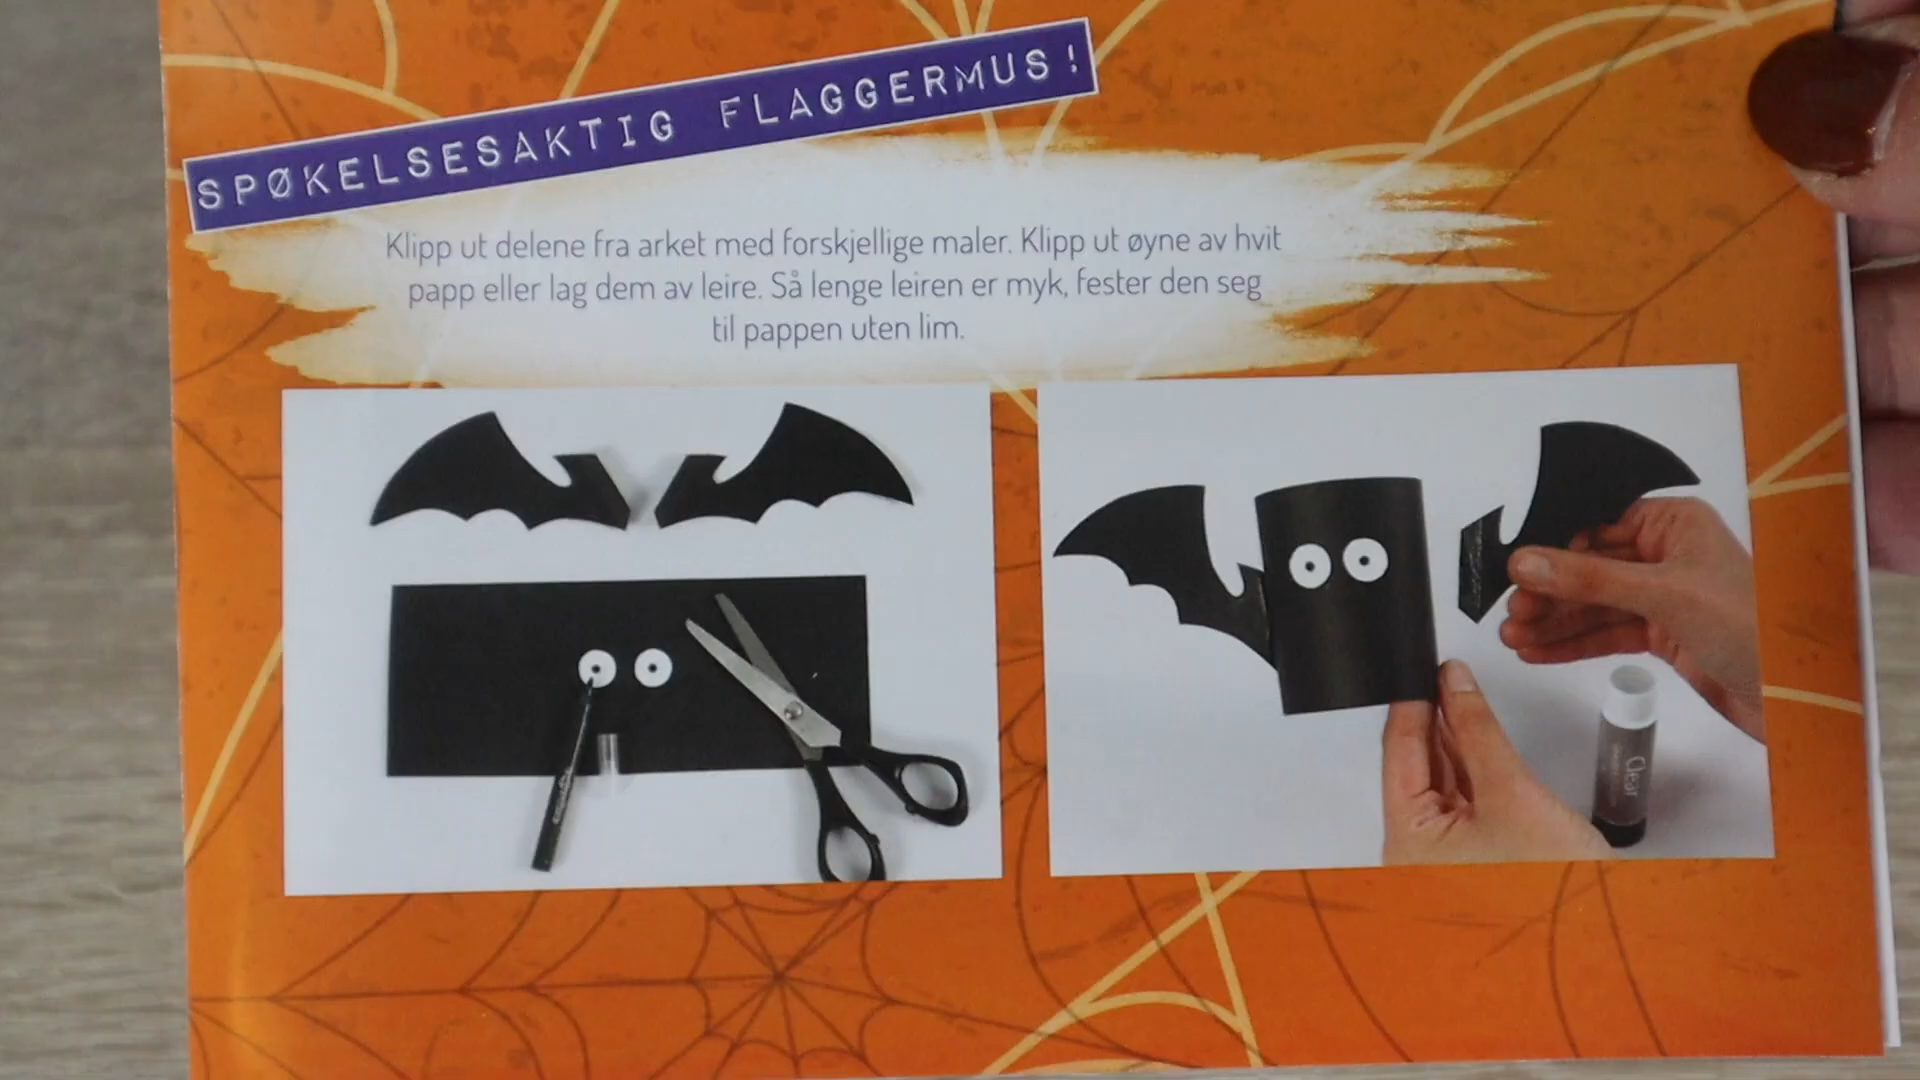 SPØKELSESAKTIG FLAGGERMUS!
Klipp ut delene fra arket med forskjellige maler. Klipp ut øyne av hvit
papp eller lag dem av leire. Så lenge leiren er myk, fester den seg
til pappen uten lim.
Clear